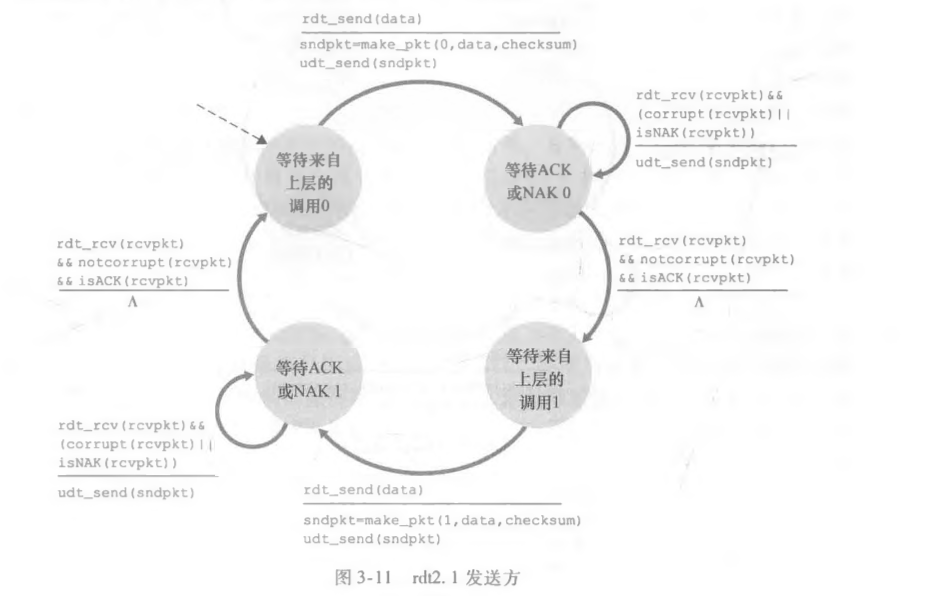 rdt_send(data)
sndpkt=make_pkt(0,data,checksum)
udt_send(sndpkt)
rdt_rcv(rcvpkt)&&
(corrupt(rcvpkt)||
isNAK(rcvpkt))
udt_send(sndpkt)
等待来自
上层的
调用0
等待ACK
或NAK 0
rdt_rcv(rcvpkt)
&& notcorrupt(rcvpkt)
&& isACK(rcvpkt)
Λ
rdt_rcv(rcvpkt)
&& notcorrupt(rcvpkt)
&& isACK(rcvpkt)
Λ
等待ACK
或NAK 1
等待来自
上层的
调用1
rdt_rcv(rcvpkt)&&
(corrupt(rcvpkt)||
isNAK(rcvpkt))
udt_send(sndpkt)
rdt_send(data)
sndpkt=make_pkt(1,data,checksum)
udt_send(sndpkt)
图 3-11 rdt2. 1 发送方